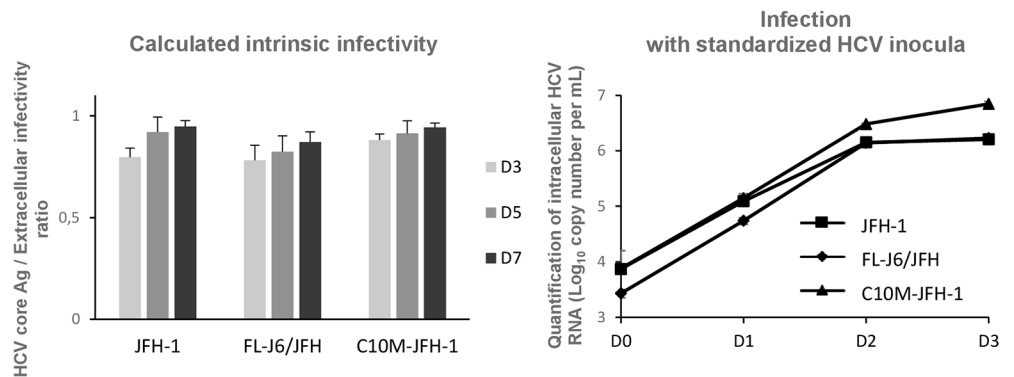 Calculated intrinsic infectivity
HCV core Ag / Extracellular infectivity
ratio
1
0,5
0
JFH-1
FL-J6/JFH
C10M-JFH-1
D3
D5
D7
Infection
with standardized HCV inocula
Quantification of intracellular HCV
RNA (Log10 copy number per mL)
7
6
5
4
3
D0
D1
D2
D3
JFH-1
FL-J6/JFH
C10M-JFH-1